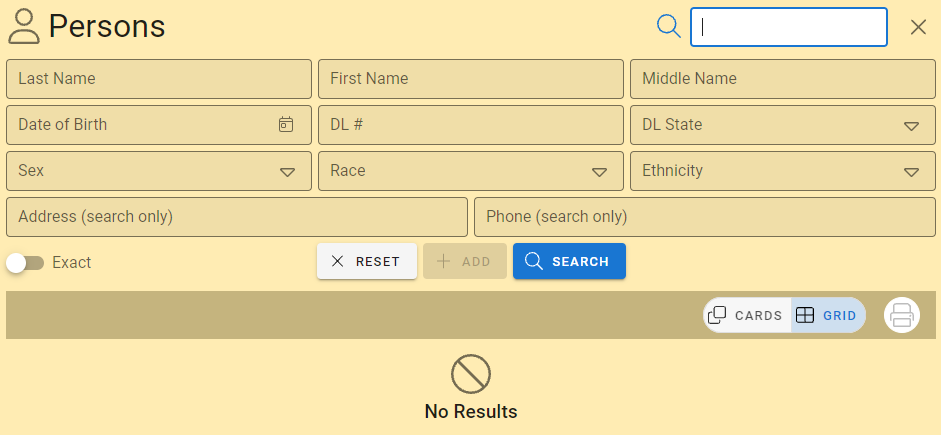 Persons
Last Name First Name Middle Name
Date of Birth DL # DL State
Sex Race Ethnicity
Address (search only) Phone (search only)
Exact RESET ADD SEARCH
CARDS GRID
No Results